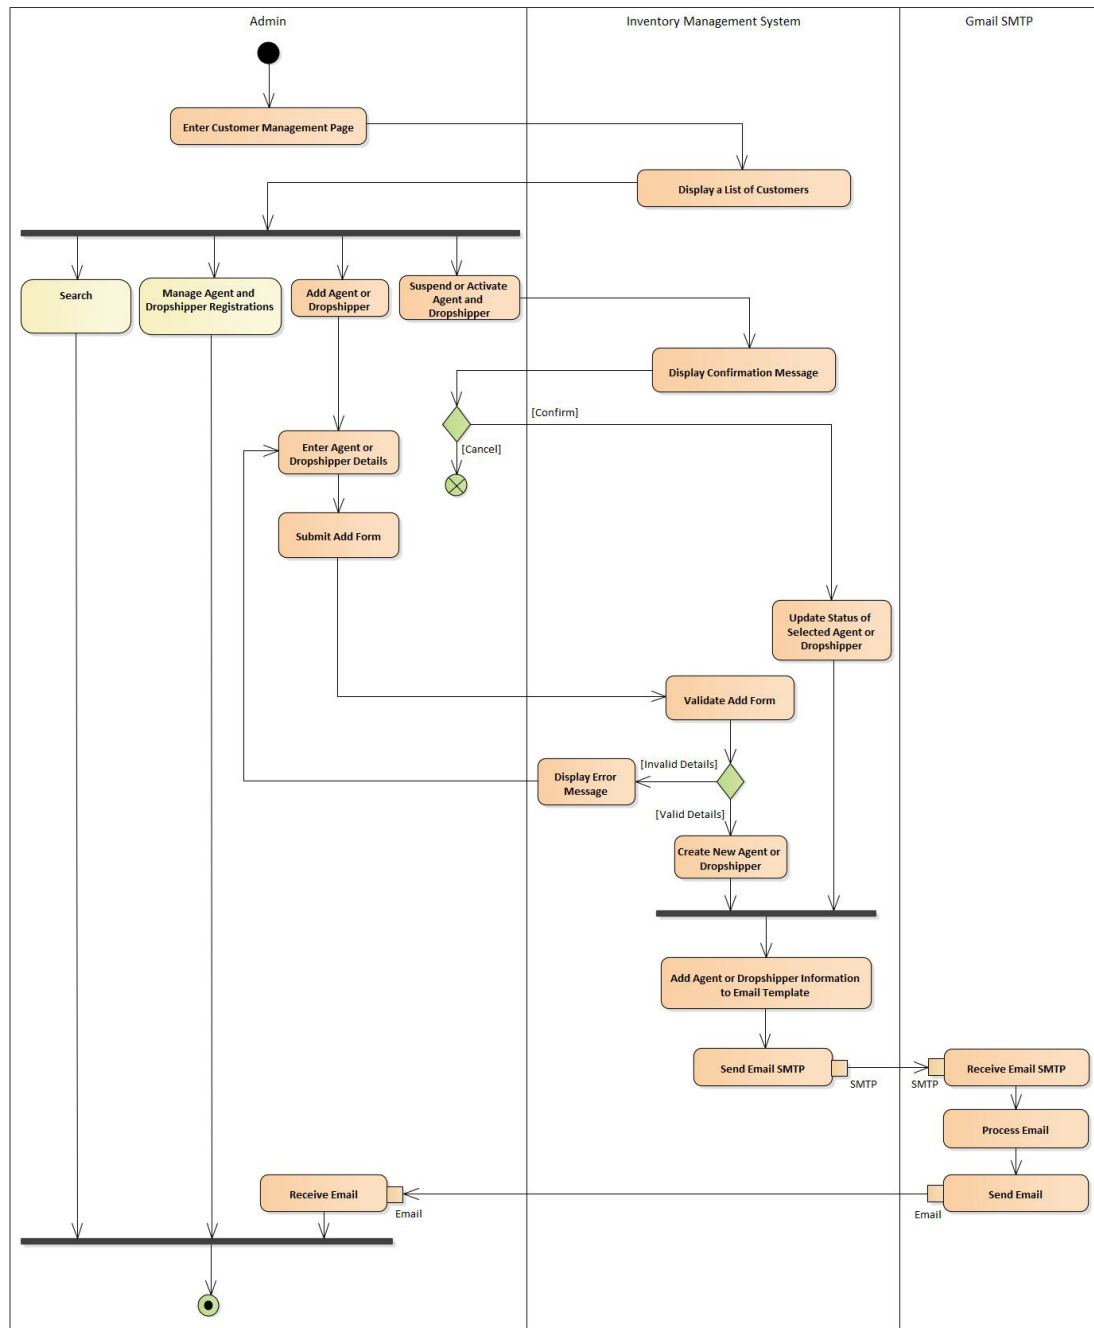 Admin
Inventory Management System
Gmail SMTP
Enter Customer Management Page
Display a List of Customers
Search
Manage Agent and
Dropshipper Registrations
Add Agent or
Dropshipper
Suspend or Activate
Agent and
Dropshipper
Display Confirmation Message
[Confirm]
[Cancel]
Enter Agent or
Dropshipper Details
Submit Add Form
Update Status of
Selected Agent or
Dropshipper
Validate Add Form
[Invalid Details]
Display Error
Message
[Valid Details]
Create New Agent or
Dropshipper
Add Agent or Dropshipper Information
to Email Template
Send Email SMTP
SMTP
SMTP
Receive Email SMTP
Process Email
Receive Email
Email
Email
Send Email